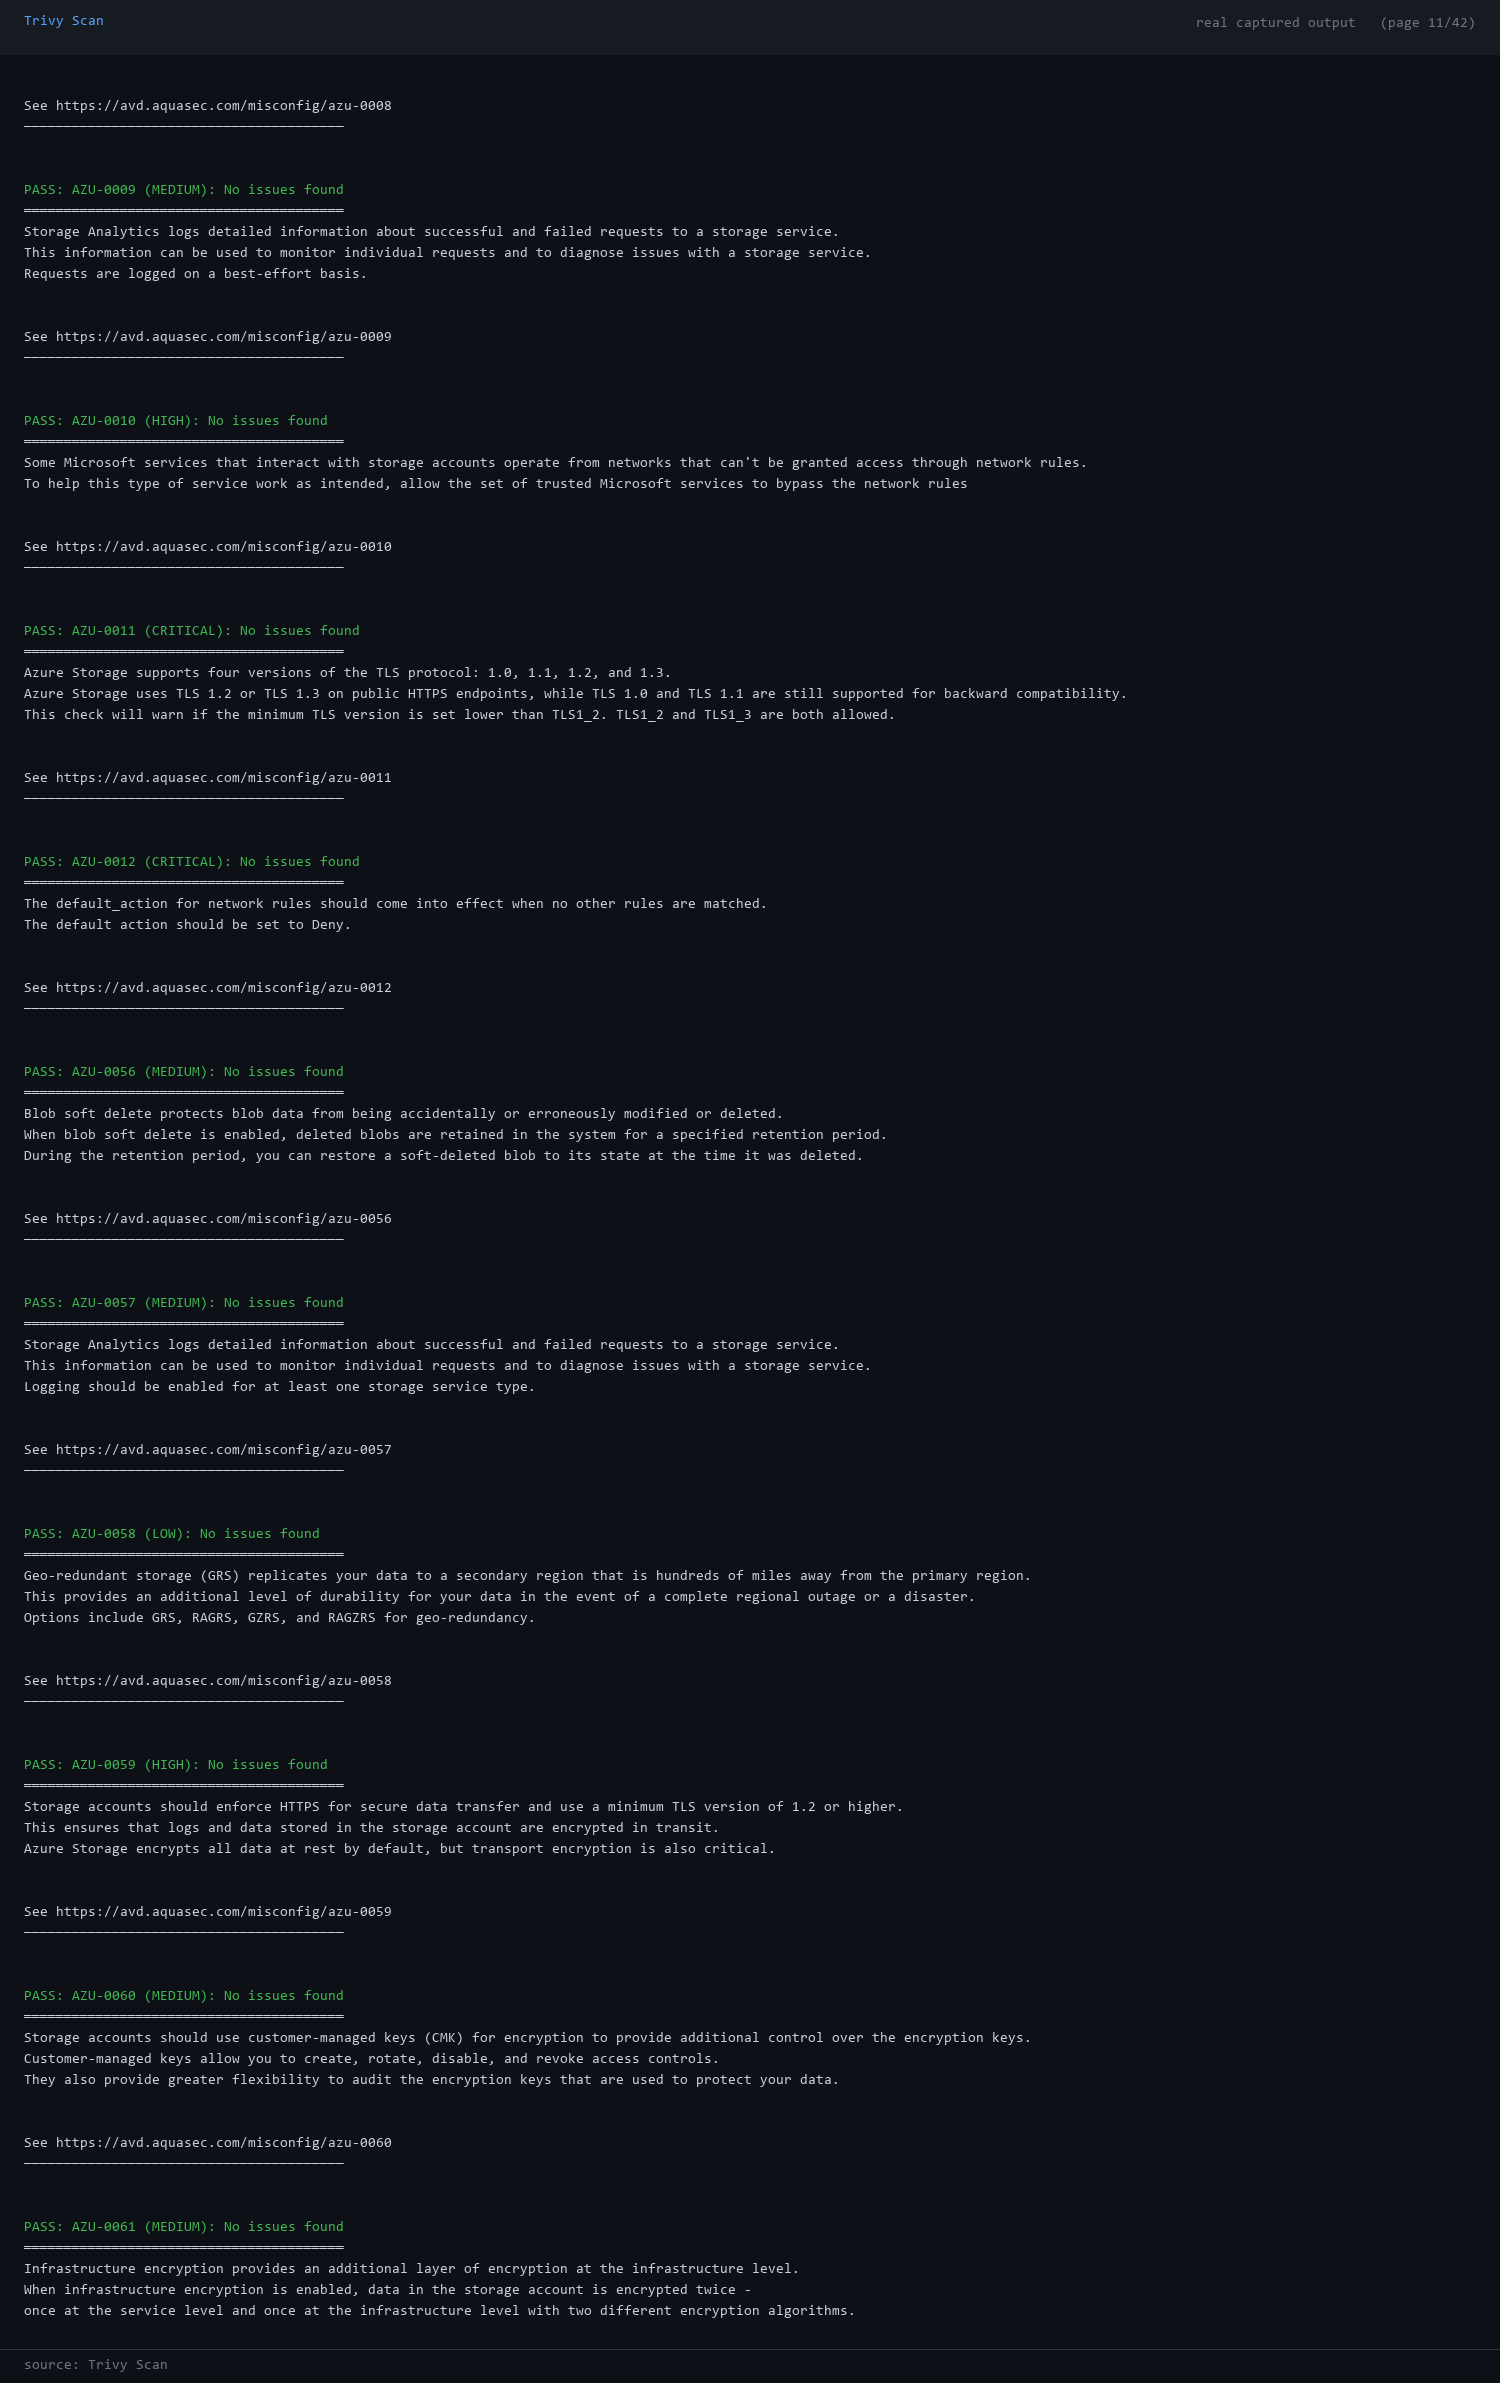 Trivy Scan
real captured output   (page 11/42)
See https://avd.aquasec.com/misconfig/azu-0008
────────────────────────────────────────
PASS: AZU-0009 (MEDIUM): No issues found
════════════════════════════════════════
Storage Analytics logs detailed information about successful and failed requests to a storage service.
This information can be used to monitor individual requests and to diagnose issues with a storage service.
Requests are logged on a best-effort basis.
See https://avd.aquasec.com/misconfig/azu-0009
────────────────────────────────────────
PASS: AZU-0010 (HIGH): No issues found
════════════════════════════════════════
Some Microsoft services that interact with storage accounts operate from networks that can't be granted access through network rules.
To help this type of service work as intended, allow the set of trusted Microsoft services to bypass the network rules
See https://avd.aquasec.com/misconfig/azu-0010
────────────────────────────────────────
PASS: AZU-0011 (CRITICAL): No issues found
════════════════════════════════════════
Azure Storage supports four versions of the TLS protocol: 1.0, 1.1, 1.2, and 1.3.
Azure Storage uses TLS 1.2 or TLS 1.3 on public HTTPS endpoints, while TLS 1.0 and TLS 1.1 are still supported for backward compatibility.
This check will warn if the minimum TLS version is set lower than TLS1_2. TLS1_2 and TLS1_3 are both allowed.
See https://avd.aquasec.com/misconfig/azu-0011
────────────────────────────────────────
PASS: AZU-0012 (CRITICAL): No issues found
════════════════════════════════════════
The default_action for network rules should come into effect when no other rules are matched.
The default action should be set to Deny.
See https://avd.aquasec.com/misconfig/azu-0012
────────────────────────────────────────
PASS: AZU-0056 (MEDIUM): No issues found
════════════════════════════════════════
Blob soft delete protects blob data from being accidentally or erroneously modified or deleted.
When blob soft delete is enabled, deleted blobs are retained in the system for a specified retention period.
During the retention period, you can restore a soft-deleted blob to its state at the time it was deleted.
See https://avd.aquasec.com/misconfig/azu-0056
────────────────────────────────────────
PASS: AZU-0057 (MEDIUM): No issues found
════════════════════════════════════════
Storage Analytics logs detailed information about successful and failed requests to a storage service.
This information can be used to monitor individual requests and to diagnose issues with a storage service.
Logging should be enabled for at least one storage service type.
See https://avd.aquasec.com/misconfig/azu-0057
────────────────────────────────────────
PASS: AZU-0058 (LOW): No issues found
════════════════════════════════════════
Geo-redundant storage (GRS) replicates your data to a secondary region that is hundreds of miles away from the primary region.
This provides an additional level of durability for your data in the event of a complete regional outage or a disaster.
Options include GRS, RAGRS, GZRS, and RAGZRS for geo-redundancy.
See https://avd.aquasec.com/misconfig/azu-0058
────────────────────────────────────────
PASS: AZU-0059 (HIGH): No issues found
════════════════════════════════════════
Storage accounts should enforce HTTPS for secure data transfer and use a minimum TLS version of 1.2 or higher.
This ensures that logs and data stored in the storage account are encrypted in transit.
Azure Storage encrypts all data at rest by default, but transport encryption is also critical.
See https://avd.aquasec.com/misconfig/azu-0059
────────────────────────────────────────
PASS: AZU-0060 (MEDIUM): No issues found
════════════════════════════════════════
Storage accounts should use customer-managed keys (CMK) for encryption to provide additional control over the encryption keys.
Customer-managed keys allow you to create, rotate, disable, and revoke access controls.
They also provide greater flexibility to audit the encryption keys that are used to protect your data.
See https://avd.aquasec.com/misconfig/azu-0060
────────────────────────────────────────
PASS: AZU-0061 (MEDIUM): No issues found
════════════════════════════════════════
Infrastructure encryption provides an additional layer of encryption at the infrastructure level.
When infrastructure encryption is enabled, data in the storage account is encrypted twice -
once at the service level and once at the infrastructure level with two different encryption algorithms.
source: Trivy Scan